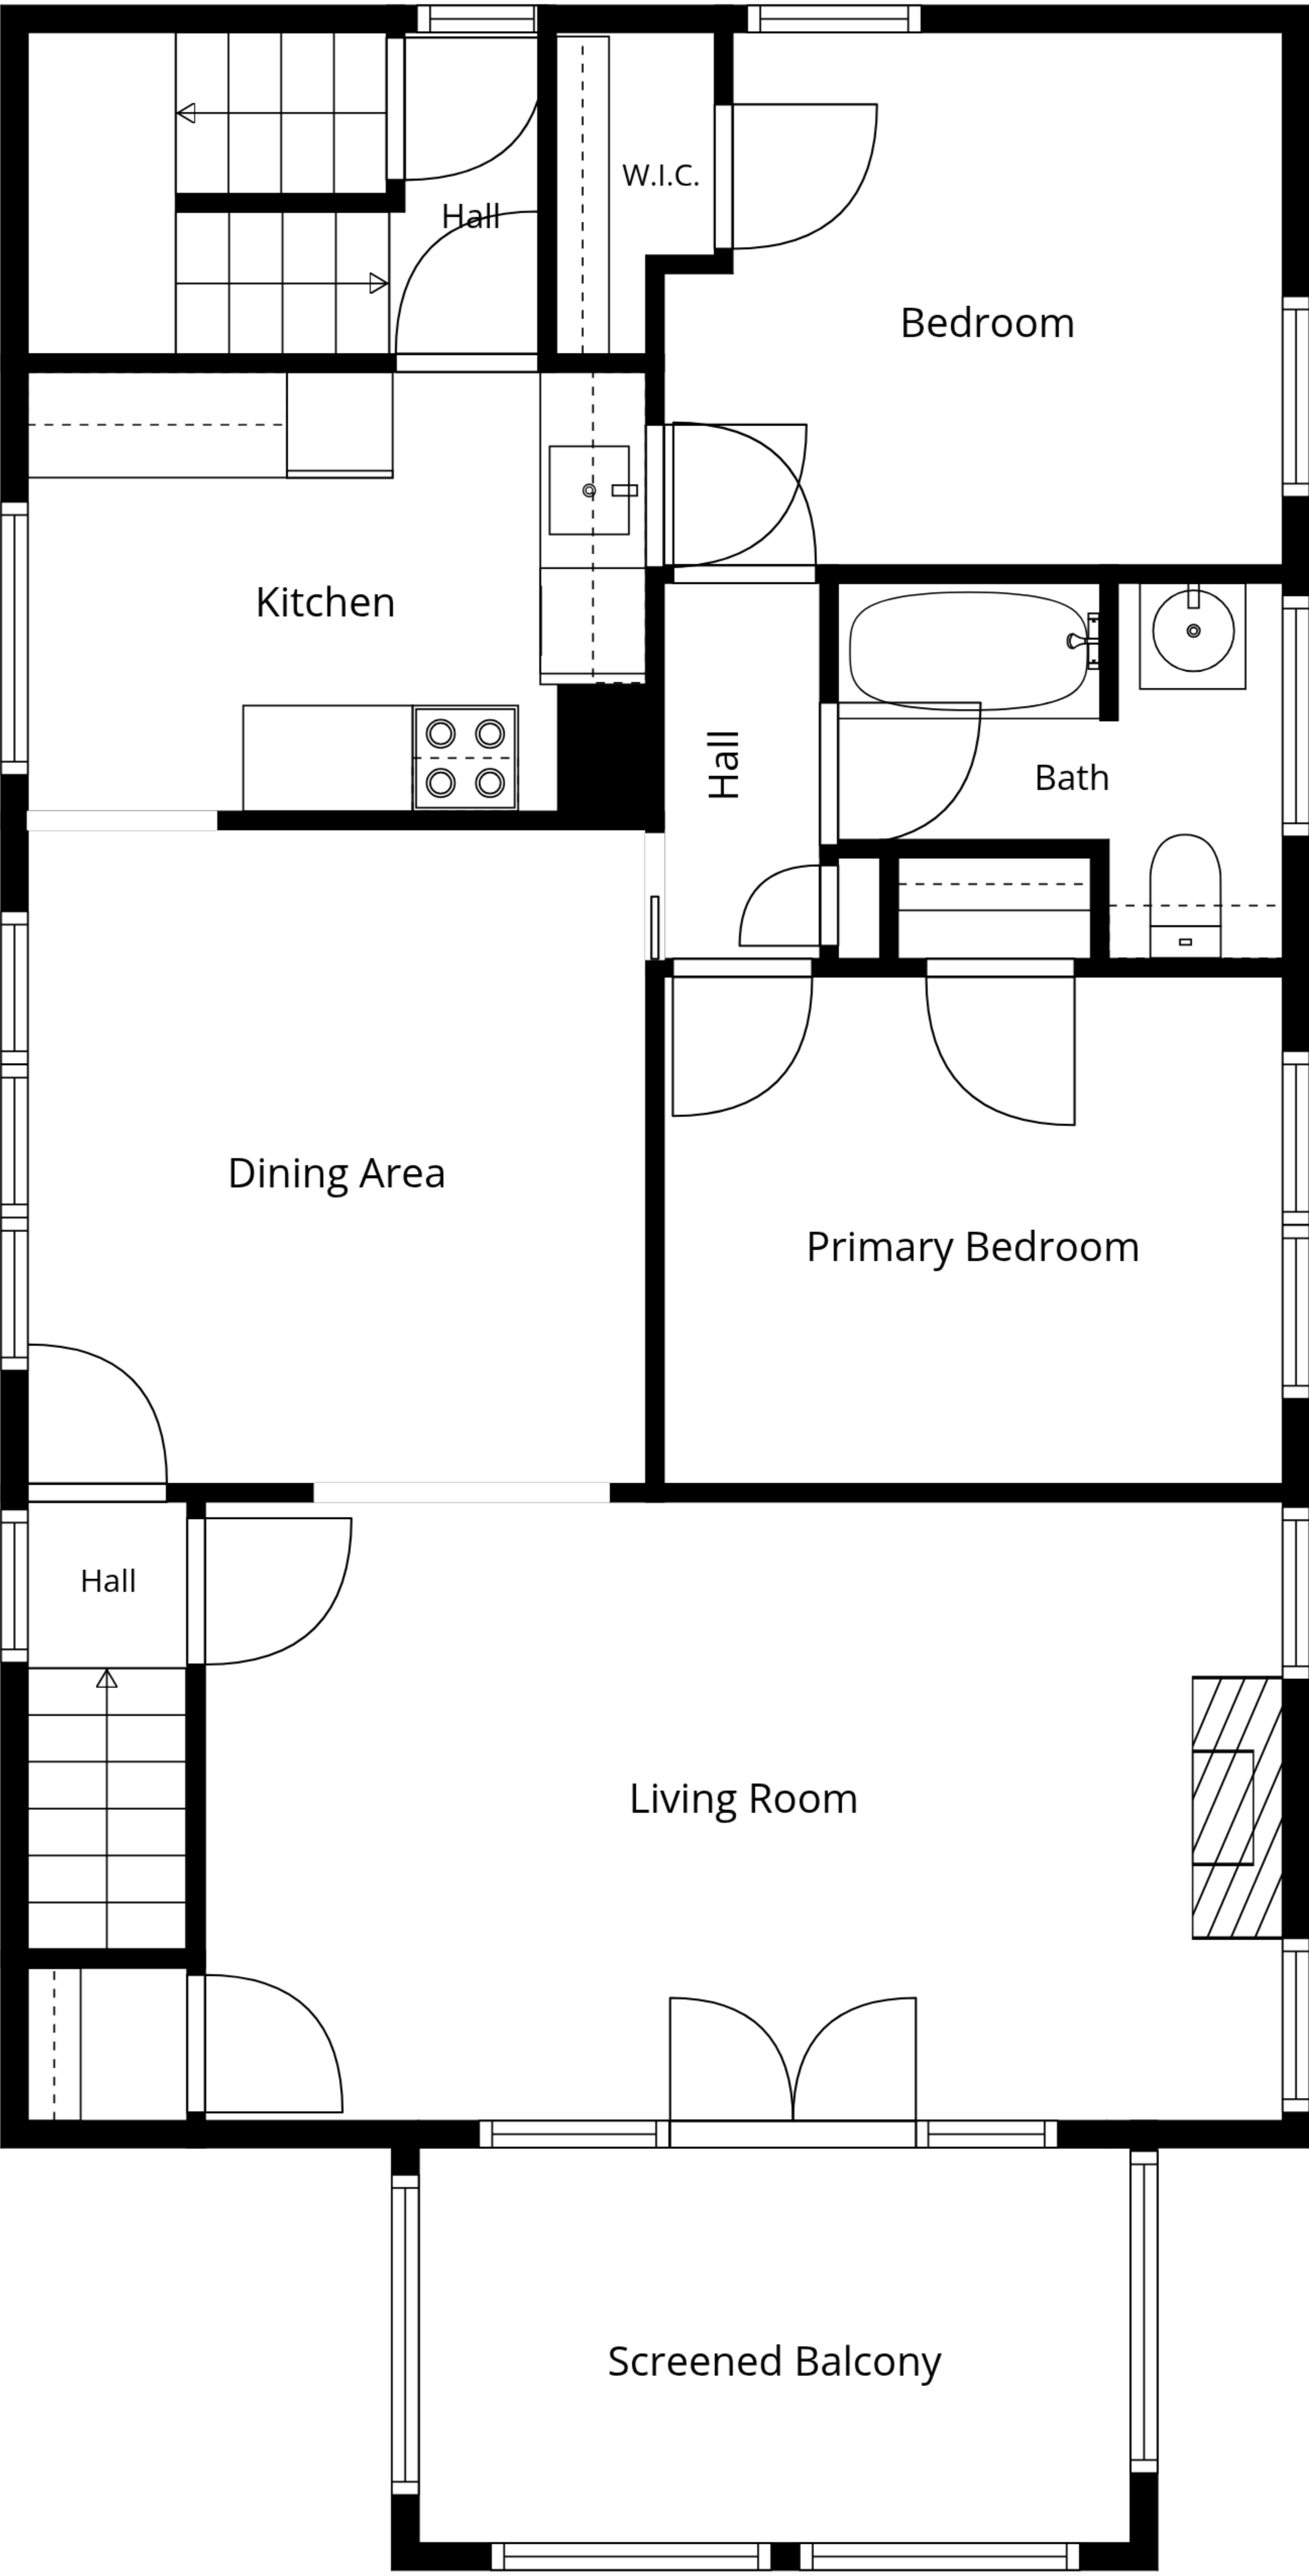 W.I.C.
Hall
Bedroom
Kitchen
Hall
Bath
Dining Area
Primary Bedroom
Hall
Living Room
Screened Balcony